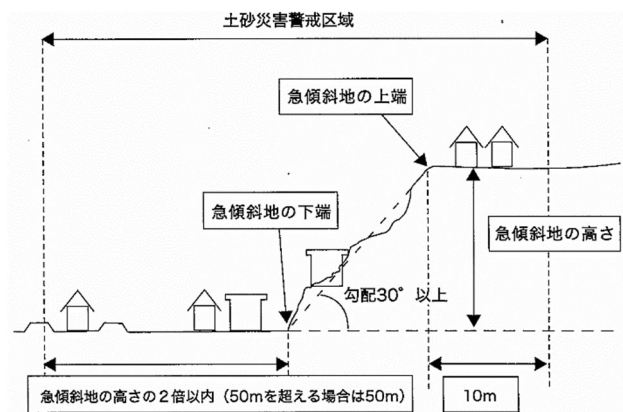 土砂災害警戒区域
急傾斜地の上端
急傾斜地の下端
急傾斜地の高さ
勾配30°以上
急傾斜地の高さの2倍以内（50mを超える場合は50m）
10m